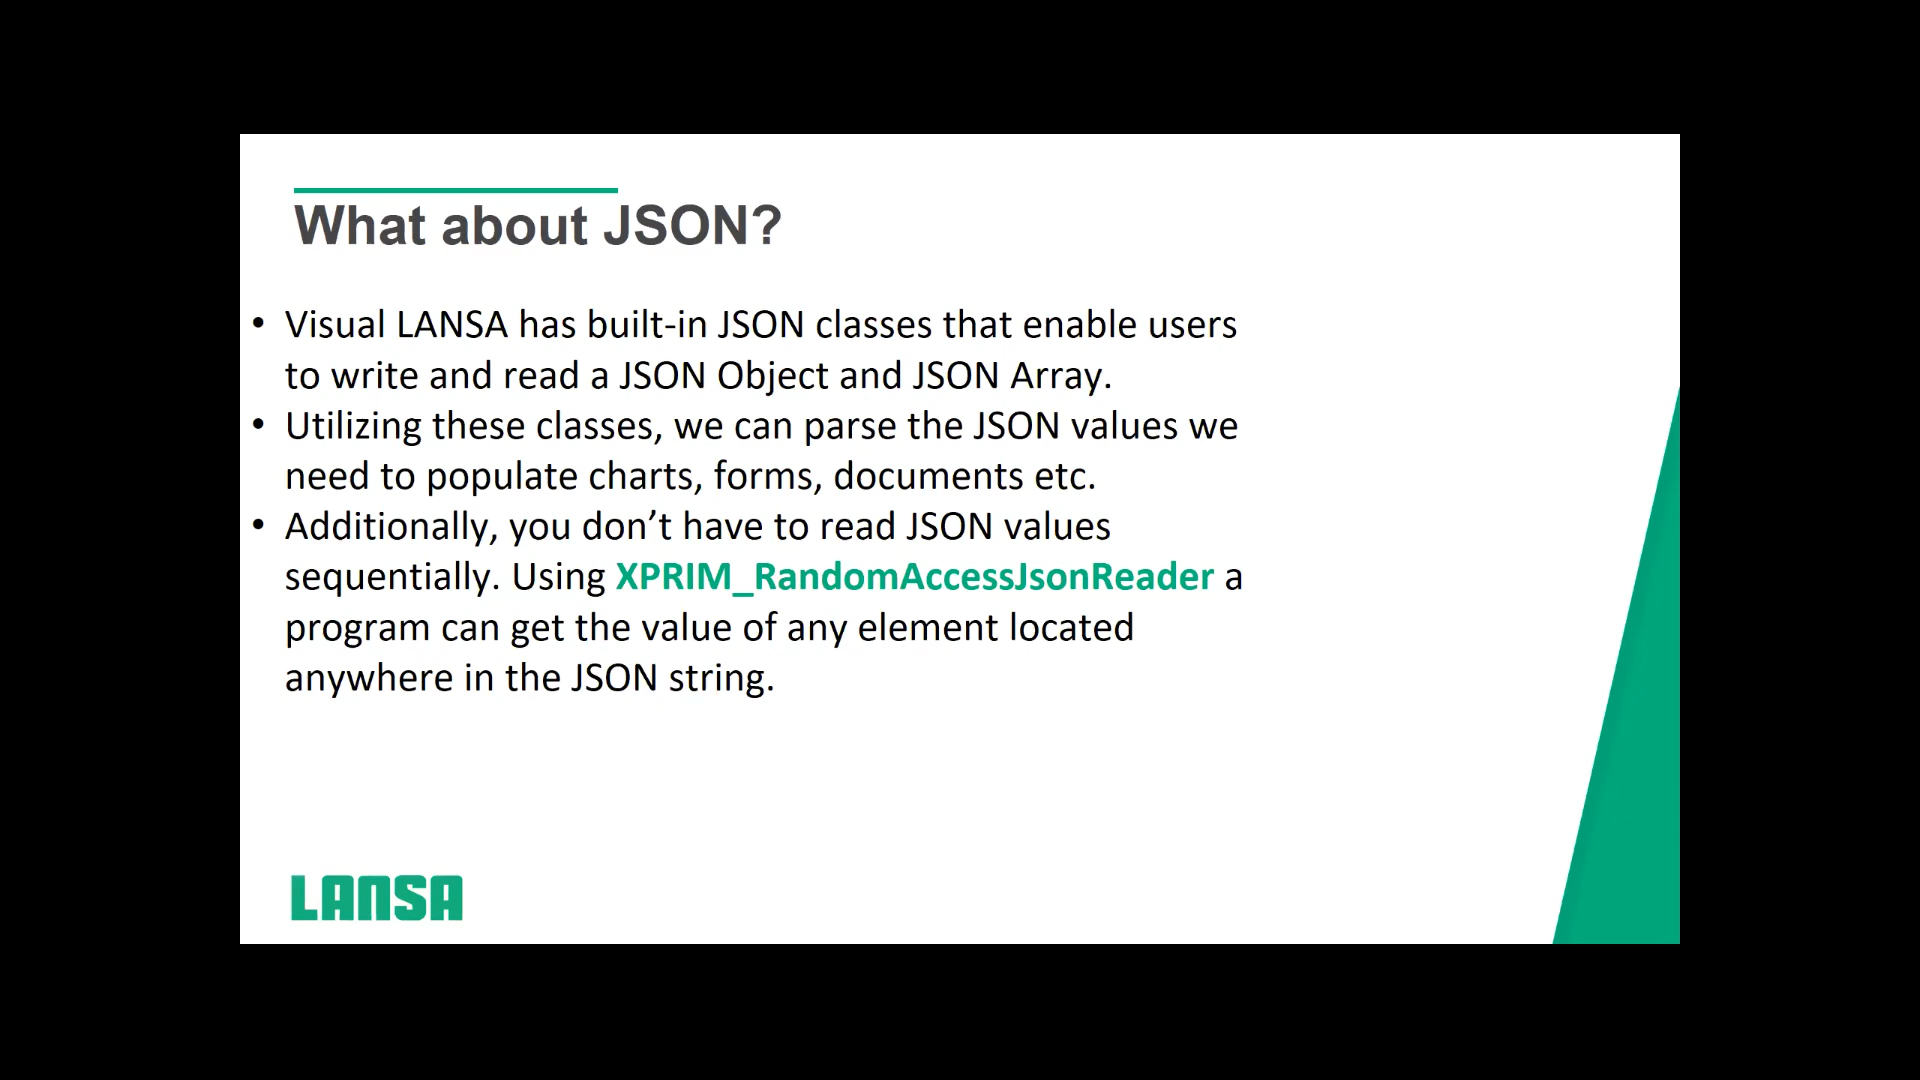 What about JSON?
• Visual LANSA has built-in JSON classes that enable users
to write and read a JSON Object and JSON Array.
• Utilizing these classes, we can parse the JSON values we
need to populate charts, forms, documents etc.
• Additionally, you don’t have to read JSON values
sequentially. Using XPRIM_RandomAccessJsonReader a
program can get the value of any element located
anywhere in the JSON string.
LANSA